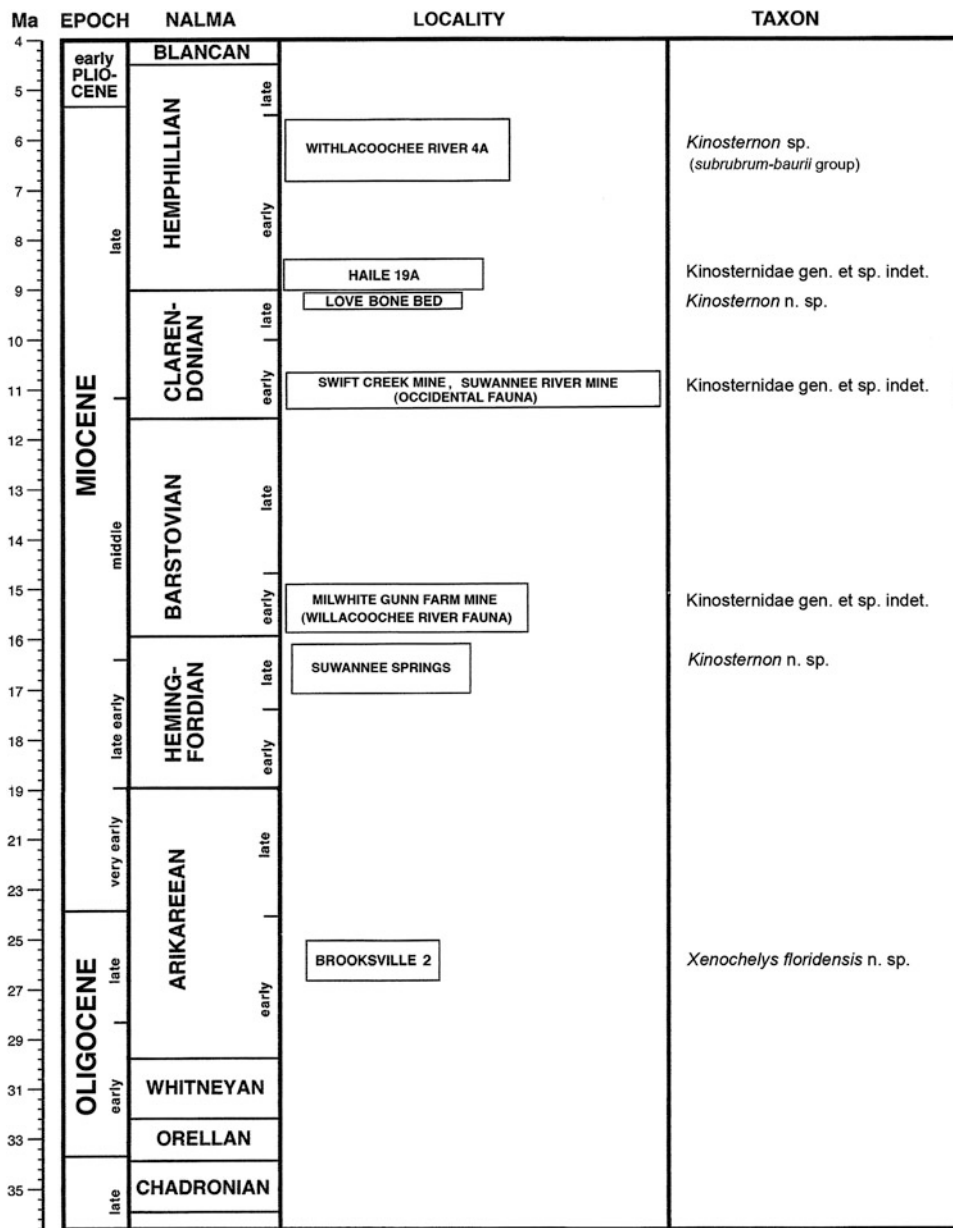 Ma EPOCH NALMA LOCALITY TAXON
4
5
6
7
8
9
10
11
12
13
14
15
16
17
18
19
21
23
25
27
29
31
33
35
early
PLIO-
CENE
MIOCENE
late
middle
late early
very early
OLIGOCENE
late
early
late
BLANCAN
HEMPHILLIAN
late
early
CLAREN-
DONIAN
late
early
BARSTOVIAN
late
early
HEMING-
FORDIAN
late
early
ARIKAREEAN
late
early
WHITNEYAN
ORELLAN
CHADRONIAN
WITHLACOOCHEE RIVER 4A
HAILE 19A
LOVE BONE BED
SWIFT CREEK MINE, SUWANNEE RIVER MINE
(OCCIDENTAL FAUNA)
MILWHITE GUNN FARM MINE
(WILLACOOCHEE RIVER FAUNA)
SUWANNEE SPRINGS
BROOKSVILLE 2
Kinosternon sp.
(subrubrum-baurii group)
Kinosternidae gen. et sp. indet.
Kinosternon n. sp.
Kinosternidae gen. et sp. indet.
Kinosternidae gen. et sp. indet.
Kinosternon n. sp.
Xenochelys floridensis n. sp.